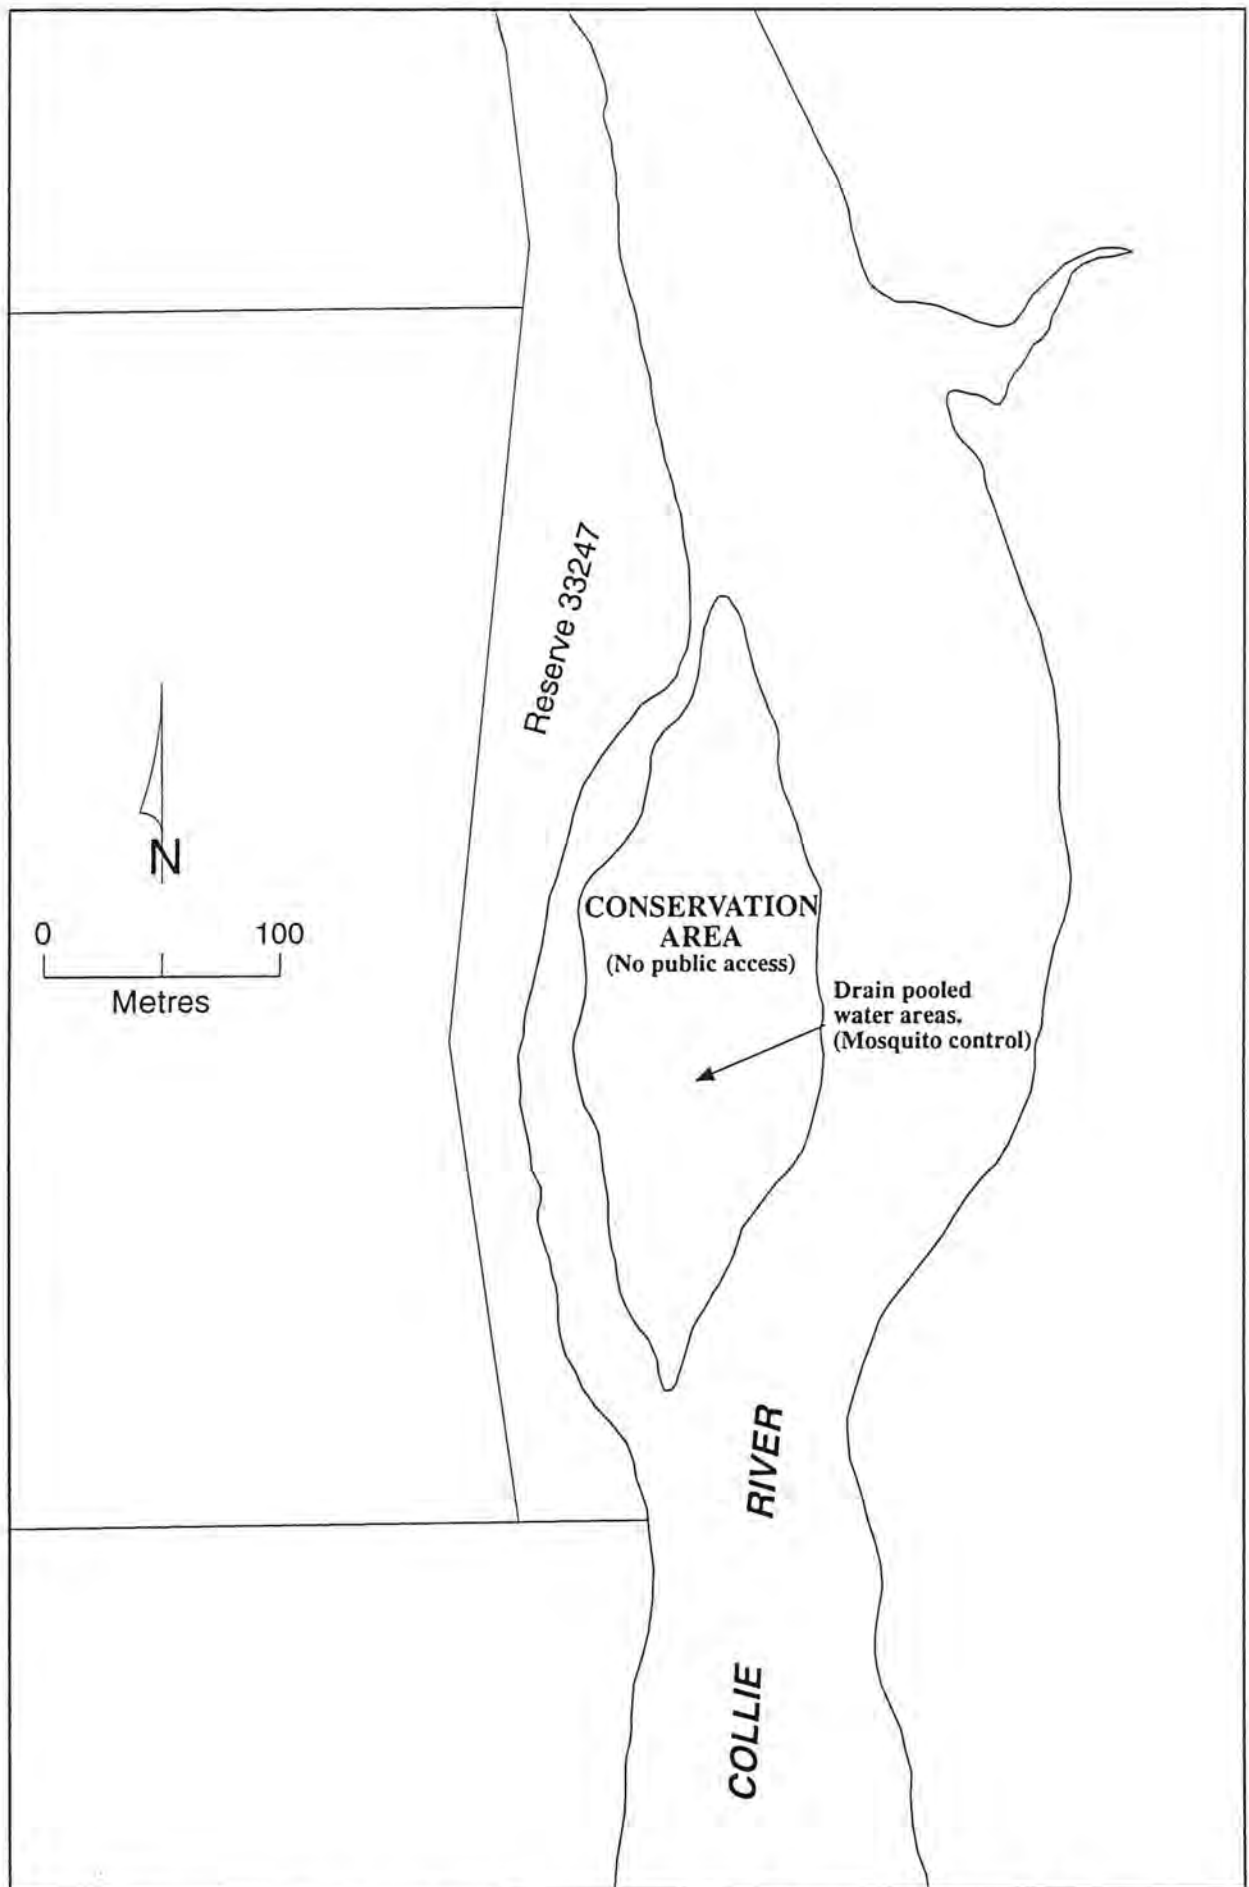 Reserve 33247
N
0 100
Metres
CONSERVATION
AREA
(No public access)
Drain pooled
water areas.
(Mosquito control)
RIVER
COLLIE